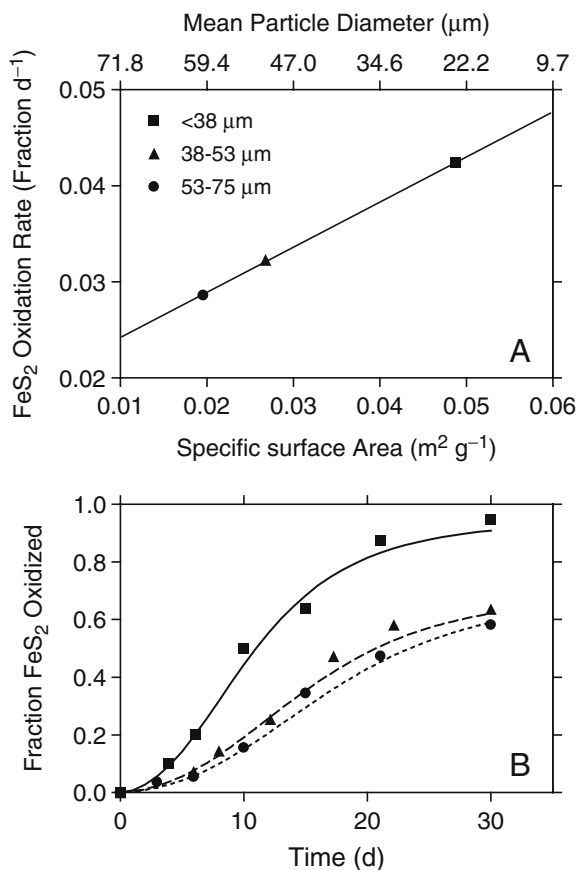 Mean Particle Diameter (μm)
71.8 59.4 47.0 34.6 22.2 9.7
FeS₂ Oxidation Rate (Fraction d⁻¹)
0.05
0.04
0.03
0.02
<38 μm
38-53 μm
53-75 μm
A
0.01 0.02 0.03 0.04 0.05 0.06
Specific surface Area (m² g⁻¹)
Fraction FeS₂ Oxidized
1.0
0.8
0.6
0.4
0.2
0.0
B
0 10 20 30
Time (d)